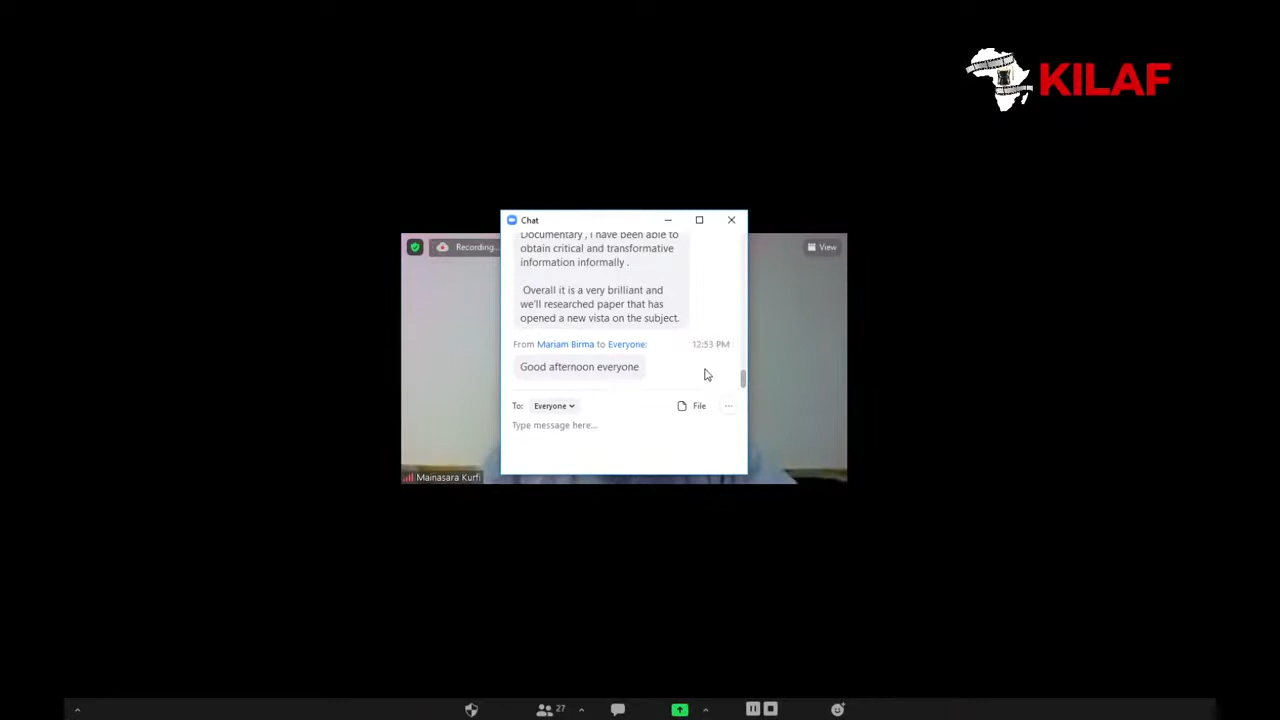 KILAF
Chat
Recording...
View
Documentary , I have been able to
obtain critical and transformative
information informally .
Overall it is a very brilliant and
we'll researched paper that has
opened a new vista on the subject.
From Mariam Birma to Everyone:
12:53 PM
Good afternoon everyone
To: Everyone
File
Type message here...
Mainasara Kurfi
27